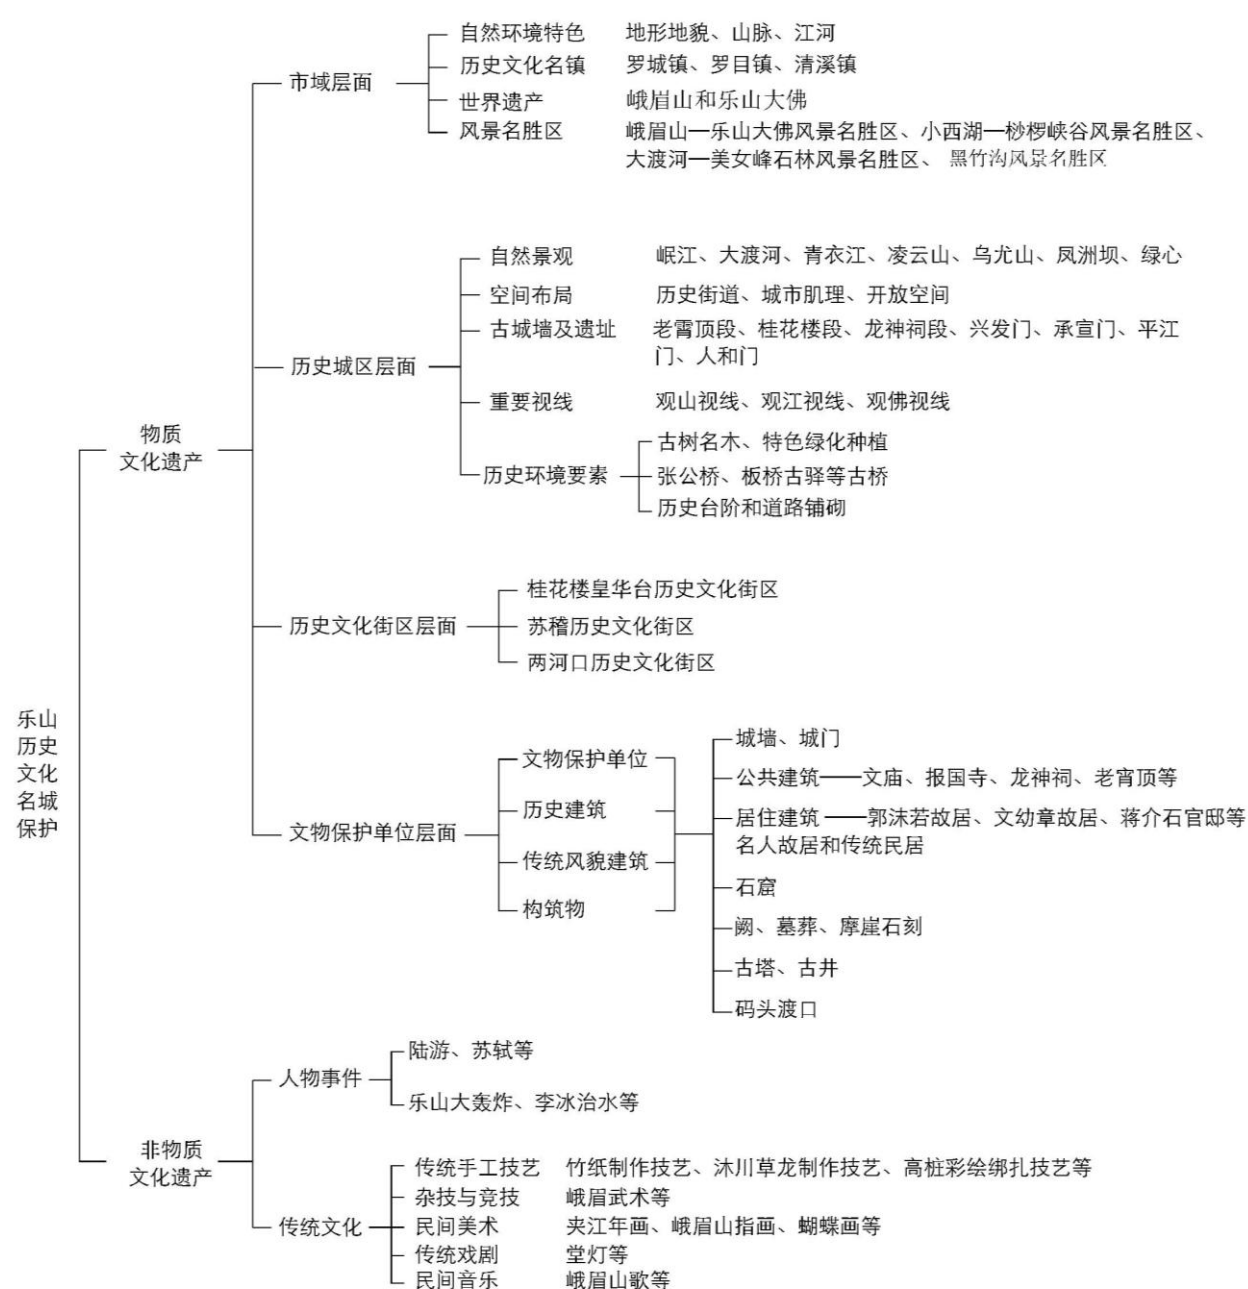 自然环境特色 地形地貌、山脉、江河
历史文化名镇 罗城镇、罗目镇、清溪镇
市域层面
世界遗产 峨眉山和乐山大佛
风景名胜区 峨眉山—乐山大佛风景名胜区、小西湖—桫椤峡谷风景名胜区、
大渡河—美女峰石林风景名胜区、 黑竹沟风景名胜区
自然景观 岷江、大渡河、青衣江、凌云山、乌尤山、凤洲坝、绿心
空间布局 历史街道、城市肌理、开放空间
古城墙及遗址 老霄顶段、桂花楼段、龙神祠段、兴发门、承宣门、平江
门、人和门
历史城区层面
重要视线 观山视线、观江视线、观佛视线
物质
文化遗产
古树名木、特色绿化种植
历史环境要素 张公桥、板桥古驿等古桥
历史台阶和道路铺砌
桂花楼皇华台历史文化街区
历史文化街区层面 苏稽历史文化街区
两河口历史文化街区
乐山
历史
文化
名城
保护
文物保护单位
历史建筑
文物保护单位层面
传统风貌建筑
构筑物
城墙、城门
公共建筑——文庙、报国寺、龙神祠、老宵顶等
居住建筑——郭沫若故居、文幼章故居、蒋介石官邸等
名人故居和传统民居
石窟
阙、墓葬、摩崖石刻
古塔、古井
码头渡口
陆游、苏轼等
人物事件
乐山大轰炸、李冰治水等
非物质
文化遗产
传统手工技艺 竹纸制作技艺、沐川草龙制作技艺、高桩彩绘绑扎技艺等
杂技与竞技 峨眉武术等
传统文化 民间美术 夹江年画、峨眉山指画、蝴蝶画等
传统戏剧 堂灯等
民间音乐 峨眉山歌等